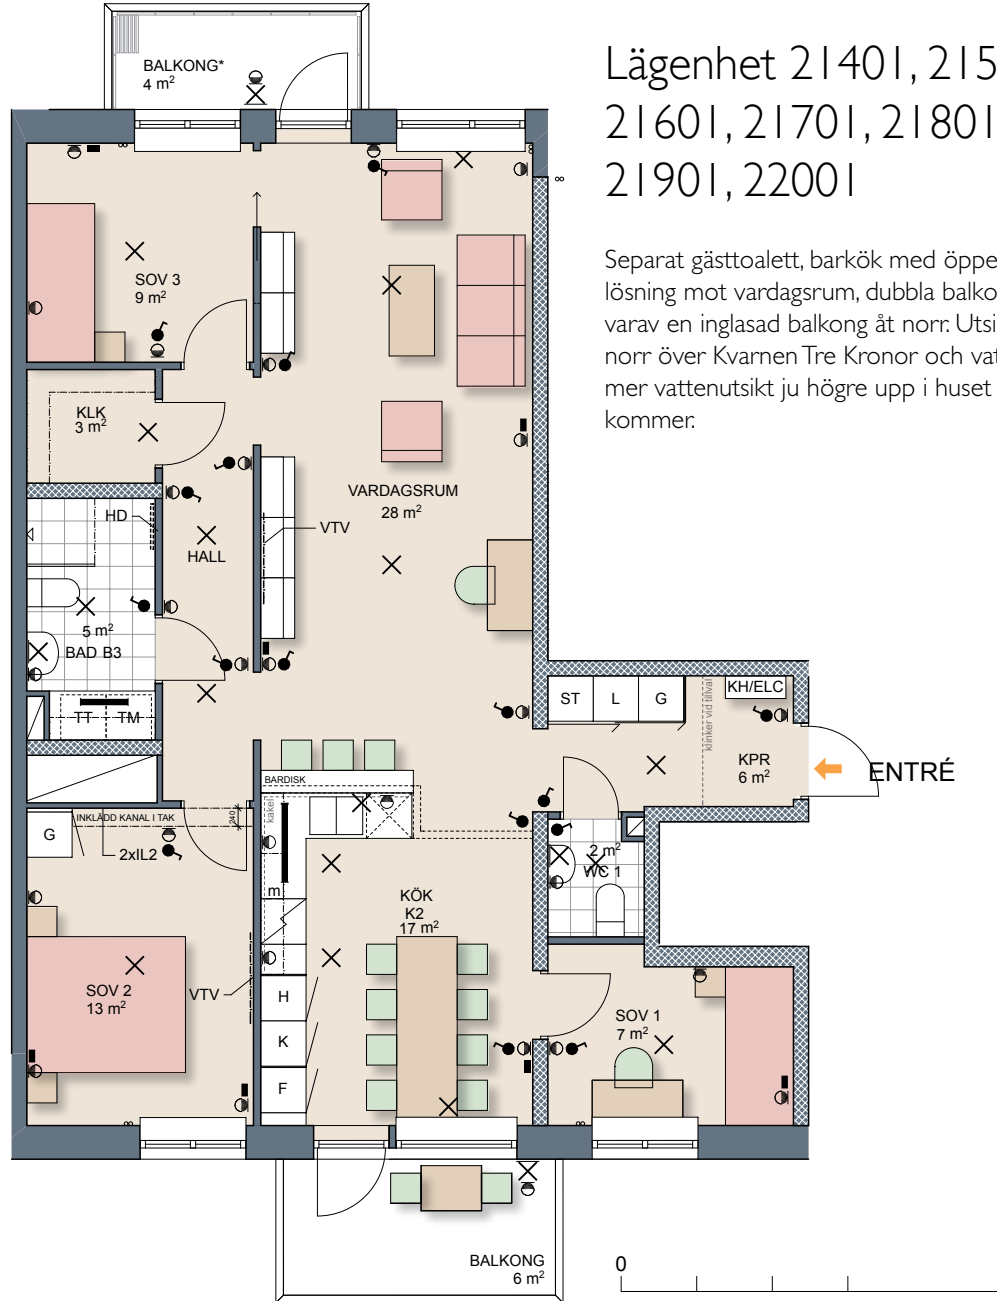 Lägenhet 21401, 215
21601, 21701, 21801
21901, 22001
Separat gästtoalett, barkök med öppe
lösning mot vardagsrum, dubbla balko
varav en inglasad balkong åt norr. Utsi
norr över Kvarnen Tre Kronor och vat
mer vattenutsikt ju högre upp i huset
kommer.
BALKONG*
4 m²
SOV 3
9 m²
KLK
3 m²
VARDAGSRUM
28 m²
HD
VTV
HALL
5 m²
BAD B3
TT
TM
ST
L
G
klinker vid tillval
KH/ELC
KPR
6 m²
ENTRÉ
BARDISK
kakel
INKLÄDD KANAL I TAK
240
G
2xIL2
m
2 m²
WC 1
KÖK
K2
17 m²
SOV 2
13 m²
VTV
H
K
F
SOV 1
7 m²
BALKONG
6 m²
0